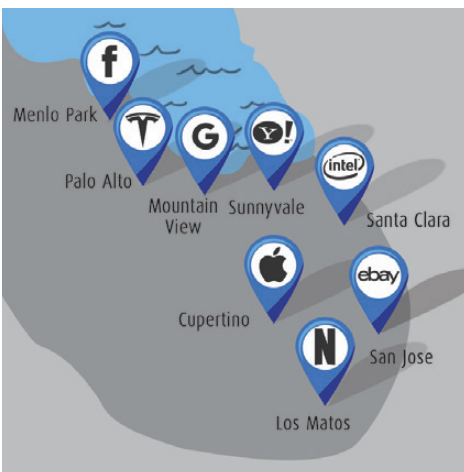 f
Menlo Park
T
Palo Alto
G
Mountain
View
Y!
Sunnyvale
intel
Santa Clara
Cupertino
ebay
San Jose
N
Los Matos